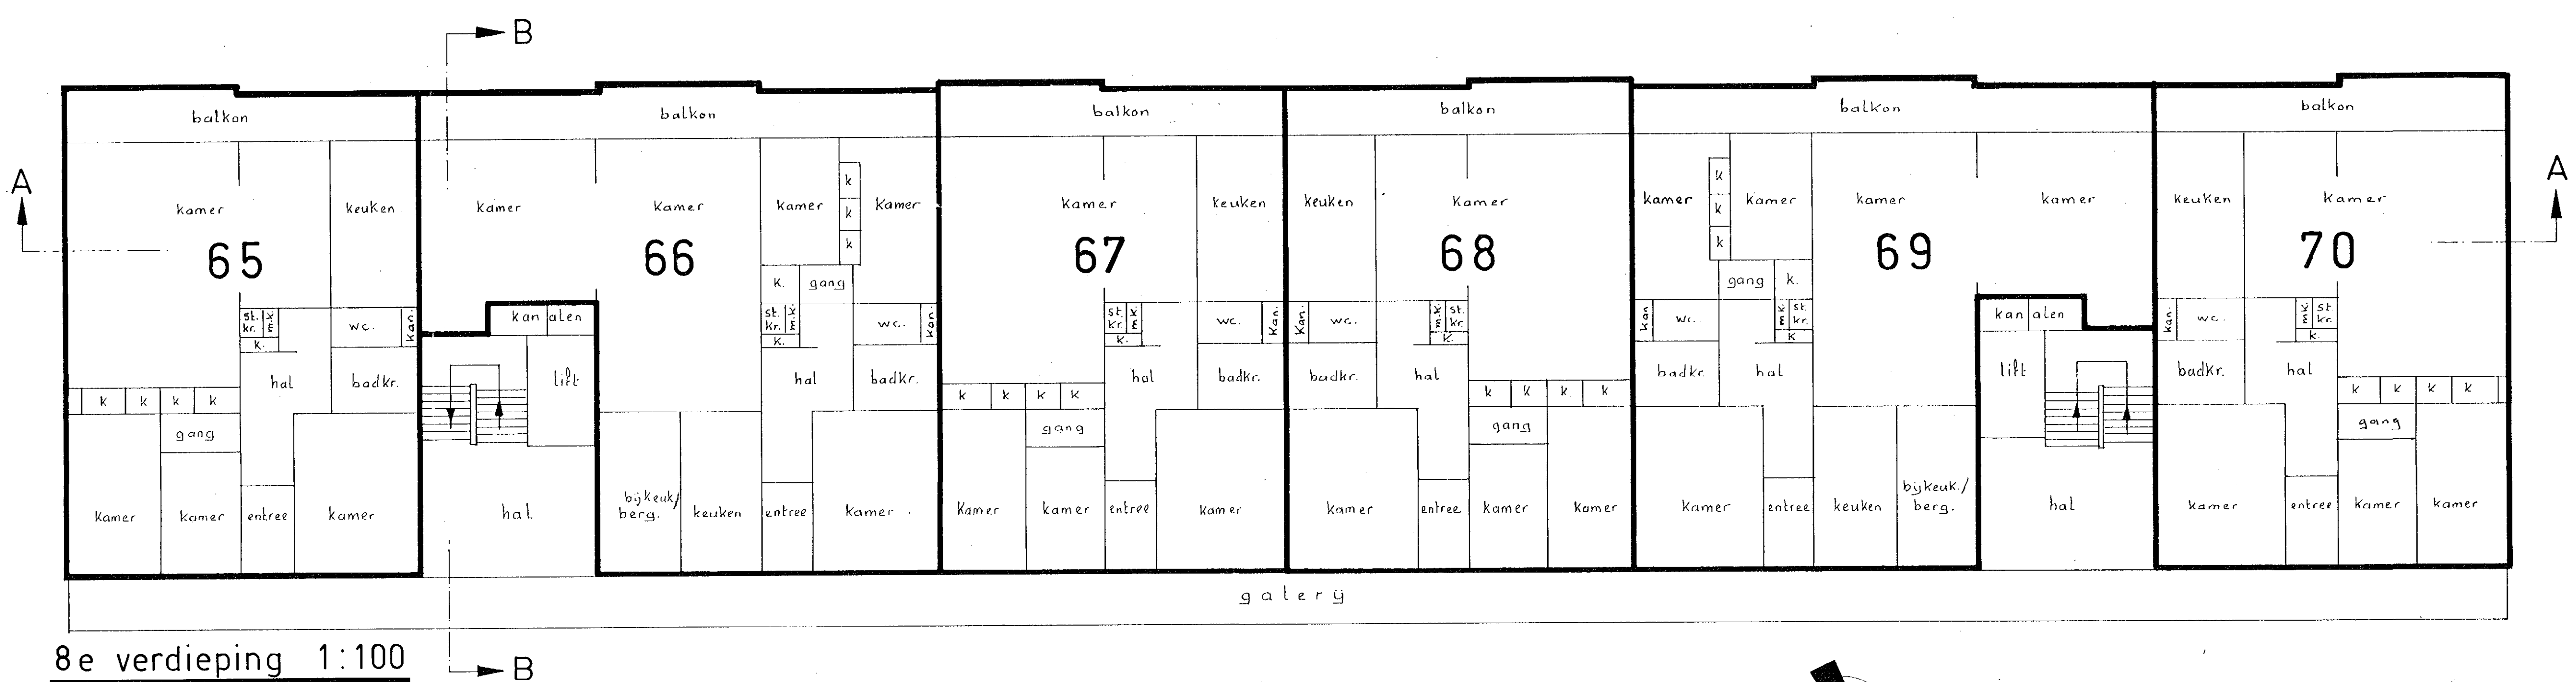 B
balkon balkon balkon balkon balkon balkon
A A
kamer keuken kamer kamer kamer k kamer kamer keuken keuken kamer kamer k kamer kamer kamer keuken kamer
k k
k k
65 66 67 68 69 70
k. gang gang k.
st. kr. m.k. wc. kan. kan alen st. kr. m.k. wc. kan. st. kr. m.k. wc. kan. kan. wc. m.k. st. kr. kan. wc. m.k. st. kr. kan alen kan. wc. m.k. st. kr.
k. k. k. k. k k.
hal badkr. lift hal badkr. hal badkr. badkr. hal badkr. hal lift badkr. hal
k k k k k k k k k k k k k k k k
gang gang gang gang
kamer kamer entree kamer hal bijkeuk/ berg. keuken entree kamer kamer kamer entree kamer kamer entree kamer kamer kamer entree keuken bijkeuk./ berg. hal kamer entree kamer kamer
galerij
8e verdieping 1:100
B